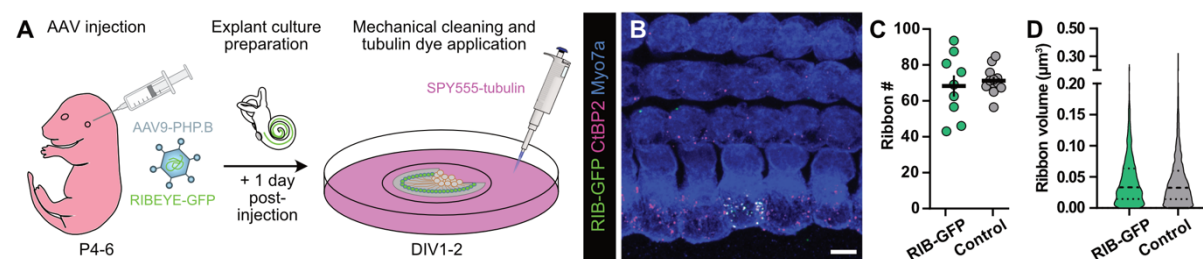 A
AAV injection
Explant culture
preparation
Mechanical cleaning and
tubulin dye application
SPY555-tubulin
AAV9-PHP.B
RIBEYE-GFP
+ 1 day
post-
injection
P4-6
DIV1-2
B
RIB-GFP CtBP2 Myo7a
C
Ribbon #
100
80
60
40
20
0
RIB-GFP
Control
D
Ribbon volume (µm³)
0.50
0.35
0.20
0.15
0.10
0.05
0.00
RIB-GFP
Control